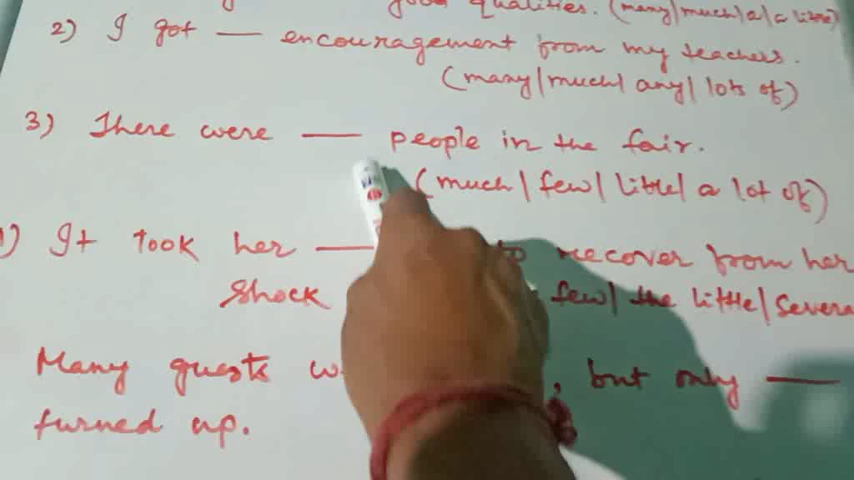 good qualities. (many/much/a/a little)
2) I got — encouragement from my teachers.
(many/much/any/lots of)
3) There were — people in the fair.
(much/few/little/a lot of)
It took her — to recover from her
shock few/the little/severa
Many guests , but only —
turned up.